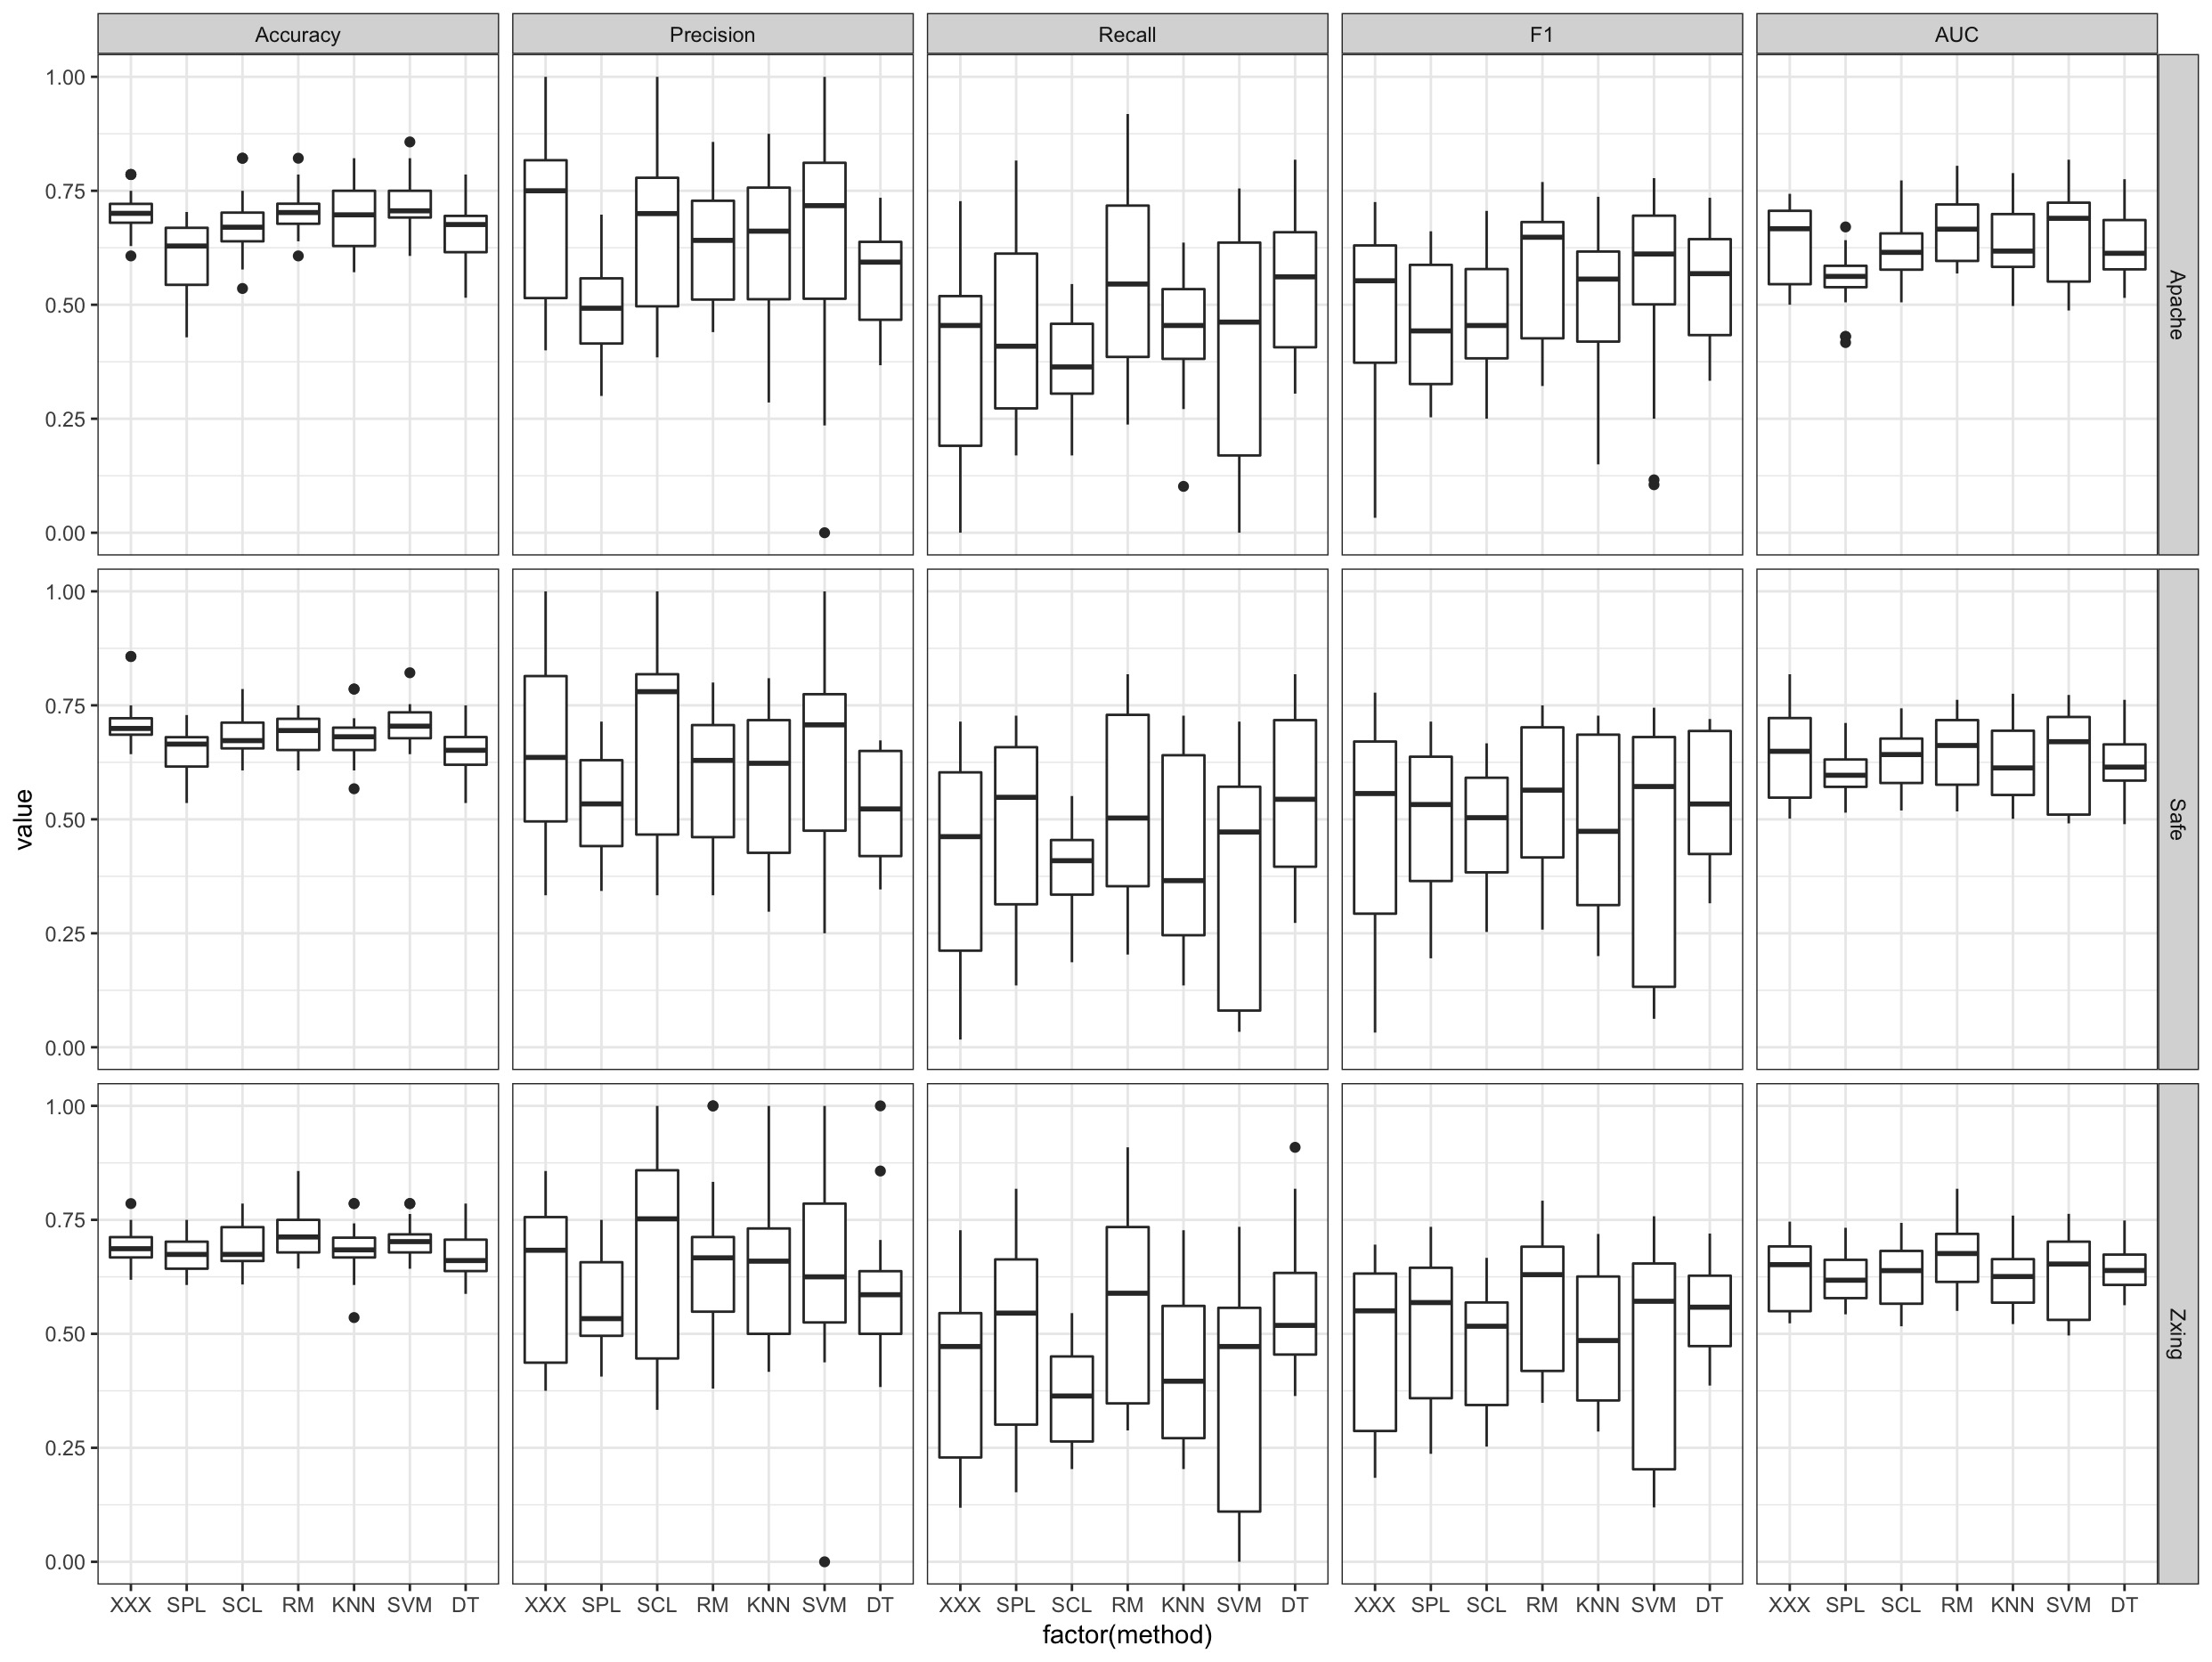 Accuracy Precision Recall F1 AUC
1.00
0.75
0.50
0.25
0.00
Apache
1.00
0.75
0.50
0.25
0.00
Safe
value
1.00
0.75
0.50
0.25
0.00
Zxing
XXX SPL SCL RM KNN SVM DT XXX SPL SCL RM KNN SVM DT XXX SPL SCL RM KNN SVM DT XXX SPL SCL RM KNN SVM DT XXX SPL SCL RM KNN SVM DT
factor(method)